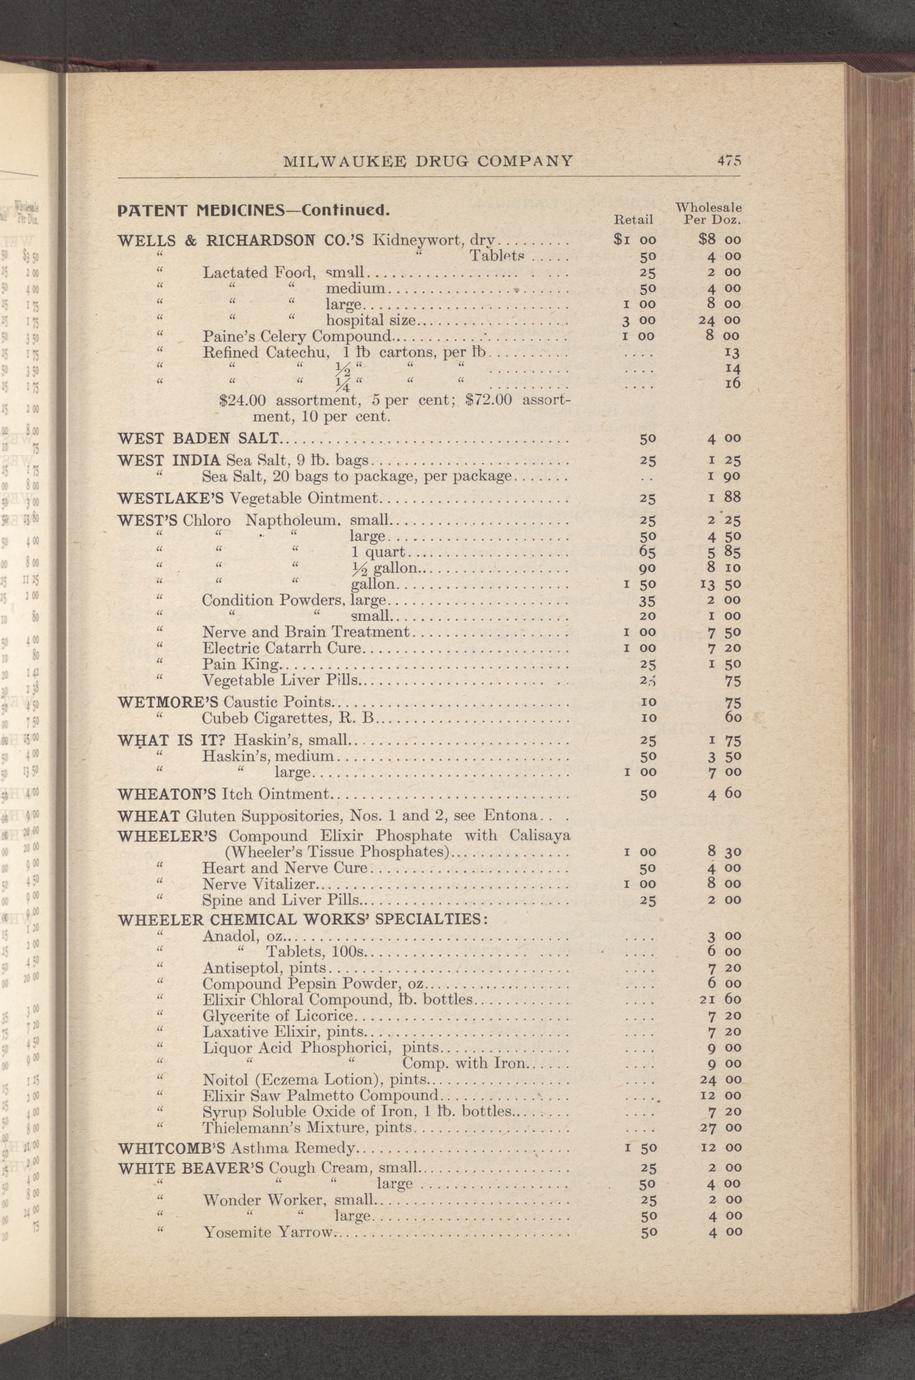 MILWAUKEE DRUG COMPANY 475
PATENT MEDICINES—Continued. Retail Wholesale Per Doz.
WELLS & RICHARDSON CO.'S Kidneywort, dry......... $1 00 $8 00
“ “ Tablets ..... 50 4 00
“ Lactated Food, small.................. . . . 25 2 00
“ “ “ medium.................... 50 4 00
“ “ “ large....................... 1 00 8 00
“ “ “ hospital size................. 3 00 24 00
“ Paine's Celery Compound.................... 1 00 8 00
“ Refined Catechu, 1 ℔ cartons, per ℔.......... .... 13
“ “ “ ½ “ “ “ .......... .... 14
“ “ “ ¼ “ “ “ .......... .... 16
$24.00 assortment, 5 per cent; $72.00 assort-
ment, 10 per cent.
WEST BADEN SALT................................ 50 4 00
WEST INDIA Sea Salt, 9 ℔. bags....................... 25 1 25
“ Sea Salt, 20 bags to package, per package....... .. 1 90
WESTLAKE'S Vegetable Ointment...................... 25 1 88
WEST'S Chloro Naptholeum. small.................... 25 2 25
“ “ “ large.................... 50 4 50
“ “ “ 1 quart.................. 65 5 85
“ “ “ ½ gallon................. 90 8 10
“ “ “ gallon................... 1 50 13 50
“ Condition Powders, large.................... 35 2 00
“ “ “ small.................... 20 1 00
“ Nerve and Brain Treatment.................. 1 00 7 50
“ Electric Catarrh Cure....................... 1 00 7 20
“ Pain King................................ 25 1 50
“ Vegetable Liver Pills.................... . . 25 75
WETMORE'S Caustic Points........................... 10 75
“ Cubeb Cigarettes, R. B...................... 10 60
WHAT IS IT? Haskin's, small......................... 25 1 75
“ Haskin's, medium........................... 50 3 50
“ “ large............................. 1 00 7 00
WHEATON'S Itch Ointment........................... 50 4 60
WHEAT Gluten Suppositories, Nos. 1 and 2, see Entona. . .
WHEELER'S Compound Elixir Phosphate with Calisaya
(Wheeler's Tissue Phosphates).............. 1 00 8 30
“ Heart and Nerve Cure....................... 50 4 00
“ Nerve Vitalizer............................. 1 00 8 00
“ Spine and Liver Pills....................... 25 2 00
WHEELER CHEMICAL WORKS' SPECIALTIES:
“ Anadol, oz................................ .... 3 00
“ “ Tablets, 100s................. .... .... 6 00
“ Antiseptol, pints........................... .... 7 20
“ Compound Pepsin Powder, oz................. .... 6 00
“ Elixir Chloral Compound, ℔. bottles............ .... 21 60
“ Glycerite of Licorice........................ .... 7 20
“ Laxative Elixir, pints....................... .... 7 20
“ Liquor Acid Phosphorici, pints............... .... 9 00
“ “ “ Comp. with Iron...... .... 9 00
“ Noitol (Eczema Lotion), pints................ .... 24 00
“ Elixir Saw Palmetto Compound............... .... 12 00
“ Syrup Soluble Oxide of Iron, 1 ℔. bottles....... .... 7 20
“ Thielemann's Mixture, pints.................. .... 27 00
WHITCOMB'S Asthma Remedy........................ 1 50 12 00
WHITE BEAVER'S Cough Cream, small................. 25 2 00
“ “ “ large .................. 50 4 00
“ Wonder Worker, small...................... 25 2 00
“ “ “ large...................... 50 4 00
“ Yosemite Yarrow........................... 50 4 00